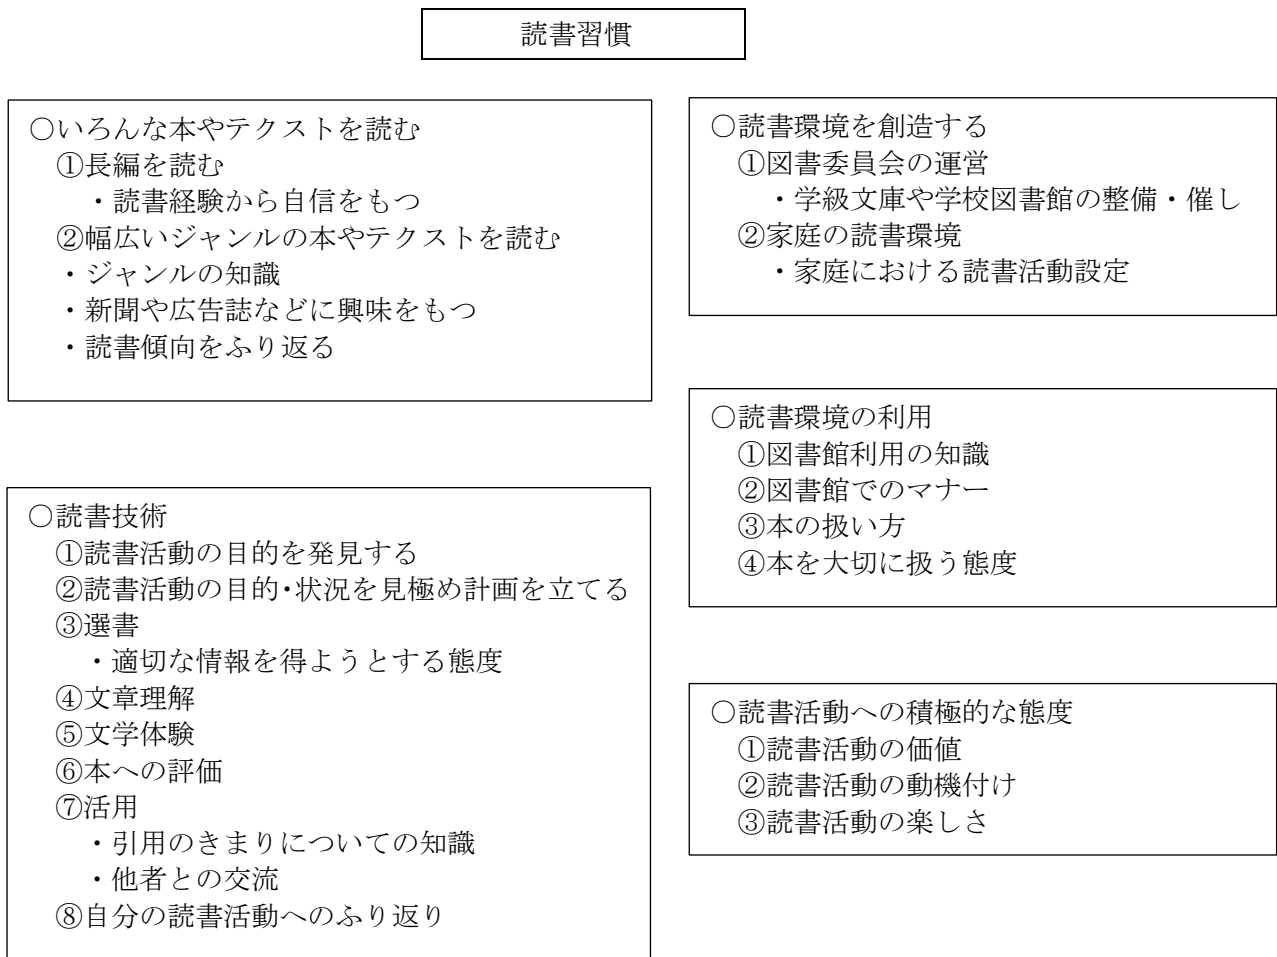 読書習慣
○いろんな本やテクストを読む
①長編を読む
・読書経験から自信をもつ
②幅広いジャンルの本やテクストを読む
・ジャンルの知識
・新聞や広告誌などに興味をもつ
・読書傾向をふり返る
○読書技術
①読書活動の目的を発見する
②読書活動の目的・状況を見極め計画を立てる
③選書
・適切な情報を得ようとする態度
④文章理解
⑤文学体験
⑥本への評価
⑦活用
・引用のきまりについての知識
・他者との交流
⑧自分の読書活動へのふり返り
○読書環境を創造する
①図書委員会の運営
・学級文庫や学校図書館の整備・催し
②家庭の読書環境
・家庭における読書活動設定
○読書環境の利用
①図書館利用の知識
②図書館でのマナー
③本の扱い方
④本を大切に扱う態度
○読書活動への積極的な態度
①読書活動の価値
②読書活動の動機付け
③読書活動の楽しさ